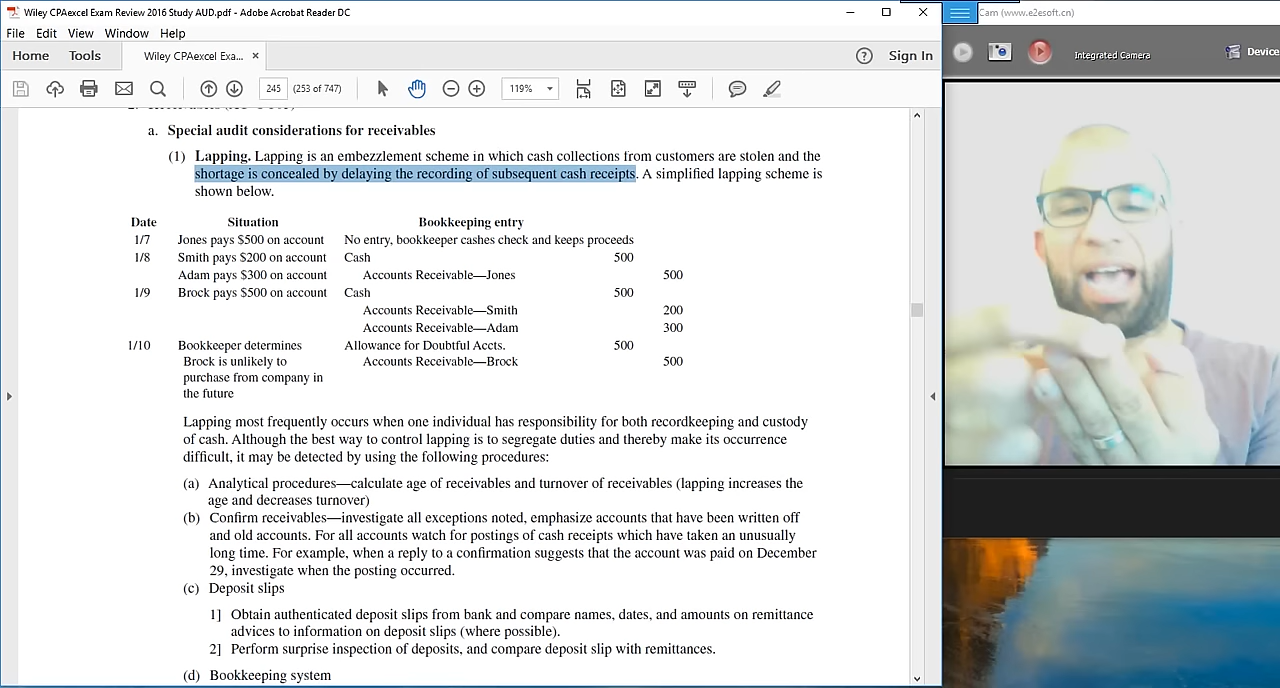 Wiley CPAexcel Exam Review 2016 Study AUD.pdf - Adobe Acrobat Reader DC
Cam (www.e2esoft.cn)
File Edit View Window Help
Home Tools Wiley CPAexcel Exa... × ? Sign In
Integrated Camera Device
245 (253 of 747) 119%
a. Special audit considerations for receivables
(1) Lapping. Lapping is an embezzlement scheme in which cash collections from customers are stolen and the
shortage is concealed by delaying the recording of subsequent cash receipts. A simplified lapping scheme is
shown below.
Date Situation Bookkeeping entry
1/7 Jones pays $500 on account No entry, bookkeeper cashes check and keeps proceeds
1/8 Smith pays $200 on account Cash 500
Adam pays $300 on account Accounts Receivable—Jones 500
1/9 Brock pays $500 on account Cash 500
Accounts Receivable—Smith 200
Accounts Receivable—Adam 300
1/10 Bookkeeper determines Allowance for Doubtful Accts. 500
Brock is unlikely to Accounts Receivable—Brock 500
purchase from company in
the future
Lapping most frequently occurs when one individual has responsibility for both recordkeeping and custody
of cash. Although the best way to control lapping is to segregate duties and thereby make its occurrence
difficult, it may be detected by using the following procedures:
(a) Analytical procedures—calculate age of receivables and turnover of receivables (lapping increases the
age and decreases turnover)
(b) Confirm receivables—investigate all exceptions noted, emphasize accounts that have been written off
and old accounts. For all accounts watch for postings of cash receipts which have taken an unusually
long time. For example, when a reply to a confirmation suggests that the account was paid on December
29, investigate when the posting occurred.
(c) Deposit slips
1] Obtain authenticated deposit slips from bank and compare names, dates, and amounts on remittance
advices to information on deposit slips (where possible).
2] Perform surprise inspection of deposits, and compare deposit slip with remittances.
(d) Bookkeeping system